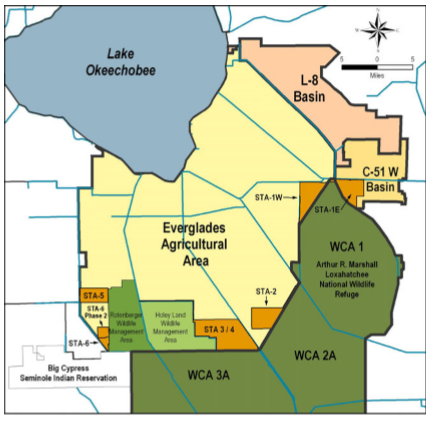 Lake
Okeechobee
5 0 5
Miles
L-8
Basin
C-51 W
Basin
STA-1W
STA-1E
Everglades
Agricultural
Area
WCA 1
Arthur R. Marshall
Loxahatchee
National Wildlife
Refuge
STA-2
STA-5
STA-6
Phase 2
Rotenberger
Wildlife
Management
Area
Holey Land
Wildlife
Management
Area
STA 3 / 4
STA-6
WCA 2A
Big Cypress
Seminole Indian Reservation
WCA 3A